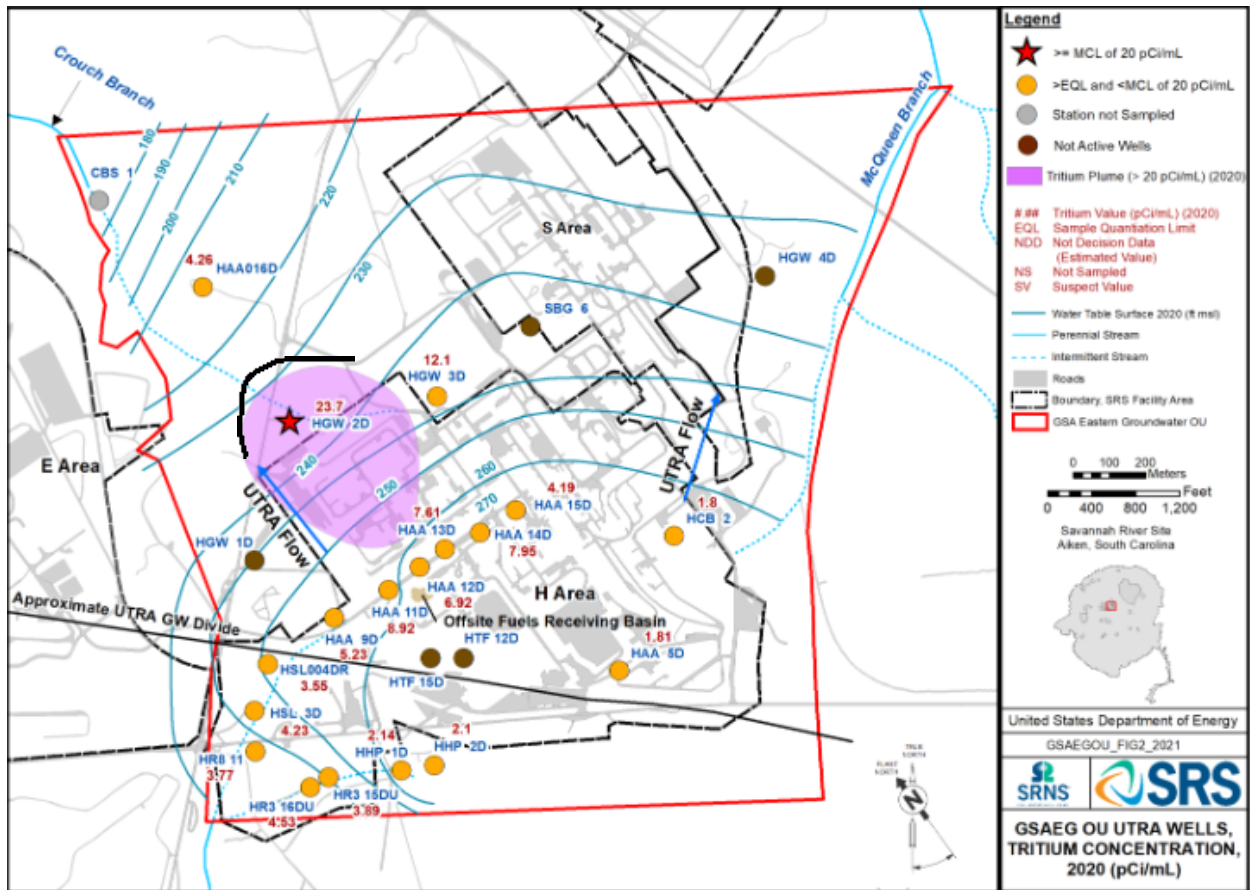 Crouch Branch
CBS 1
180
190
200
210
220
230
4.26
HAA016D
S Area
McQueen Branch
HGW 4D
SBG 6
12.1
HGW 3D
23.7
HGW 2D
E Area
240
250
260
270
UTRA Flow
UTRA Flow
4.19
HAA 15D
7.61
HAA 13D
HAA 14D
7.95
1.8
HCB 2
HGW 1D
HAA 12D
6.92
HAA 11D
8.92
H Area
Offsite Fuels Receiving Basin
Approximate UTRA GW Divide
HAA 9D
5.23
HTF 12D
HTF 15D
1.81
HAA 5D
HSL004DR
3.55
HSL 3D
4.23
2.14
HHP 1D
2.1
HHP 2D
HR8 11
3.77
HR3 16DU
4.53
HR3 15DU
3.89
TRUE
NORTH
PLANT
NORTH
N
Legend
>= MCL of 20 pCi/mL
>EQL and <MCL of 20 pCi/mL
Station not Sampled
Not Active Wells
Tritium Plume (> 20 pCi/mL) (2020)
#.## Tritium Value (pCi/mL) (2020)
EQL Sample Quantiation Limit
NDD Not Decision Data
(Estimated Value)
NS Not Sampled
SV Suspect Value
Water Table Surface 2020 (ft msl)
Perennial Stream
Intermittent Stream
Roads
Boundary, SRS Facility Area
GSA Eastern Groundwater OU
0 100 200
Meters
Feet
0 400 800 1,200
Savannah River Site
Aiken, South Carolina
United States Department of Energy
GSAEGOU_FIG2_2021
SRNS
SRS
GSAEG OU UTRA WELLS,
TRITIUM CONCENTRATION,
2020 (pCi/mL)